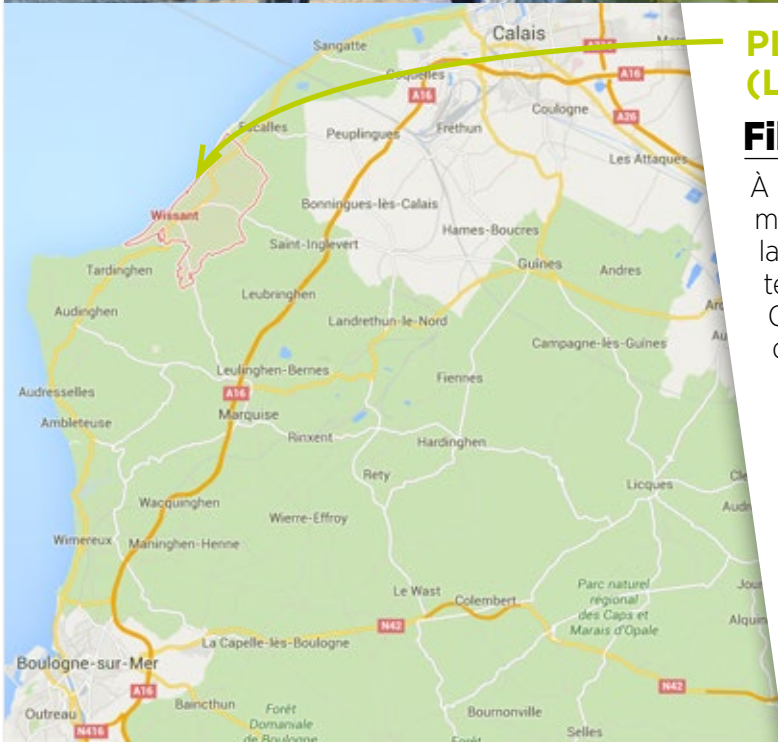 Calais
Sangatte
A16
Coquelles
A16
Coulogne
A26
Escalles
Peuplingues
Frethun
Les Attaques
Wissant
Bonningues-lès-Calais
Hames-Boucres
Saint-Inglevert
Guînes
Andres
Tardinghen
Leubringhen
Audinghen
Landrethun-le-Nord
Campagne-lès-Guînes
Leulinghen-Bernes
Fiennes
Audresselles
A16
Marquise
Ambleteuse
Rinxent
Hardinghen
Rety
Licques
Wacquinghen
Wierre-Effroy
Wimereux
Maninghen-Henne
Le Wast
Colembert
Parc naturel
régional
des Caps et
Marais d'Opale
N42
La Capelle-lès-Boulogne
Boulogne-sur-Mer
A16
N42
Baincthun
Forêt
Domaniale
de Boulogne
Outreau
N416
Bournonville
Selles
Forêt
À